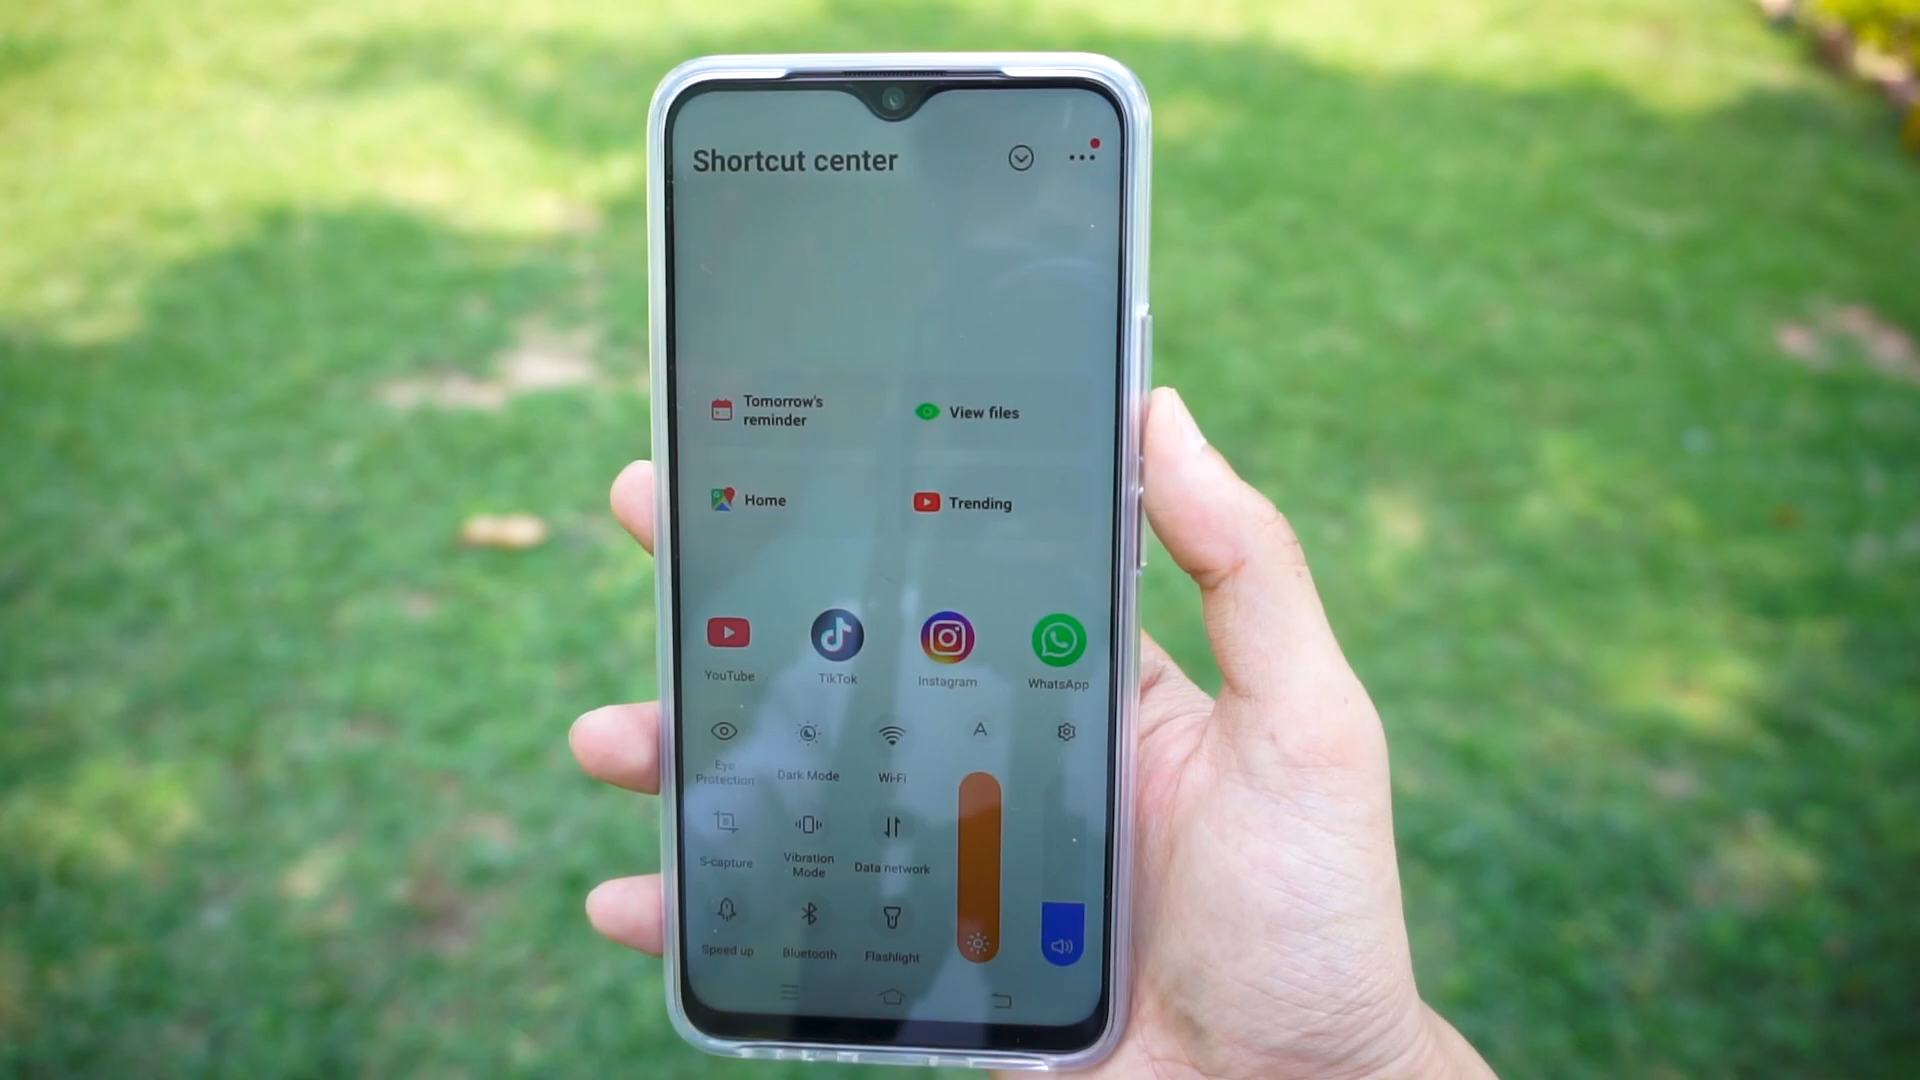 Shortcut center
Tomorrow's
reminder
View files
Home
Trending
YouTube
TikTok
Instagram
WhatsApp
A
Eye
Protection
Dark Mode
Wi-Fi
S-capture
Vibration
Mode
Data network
Speed up
Bluetooth
Flashlight